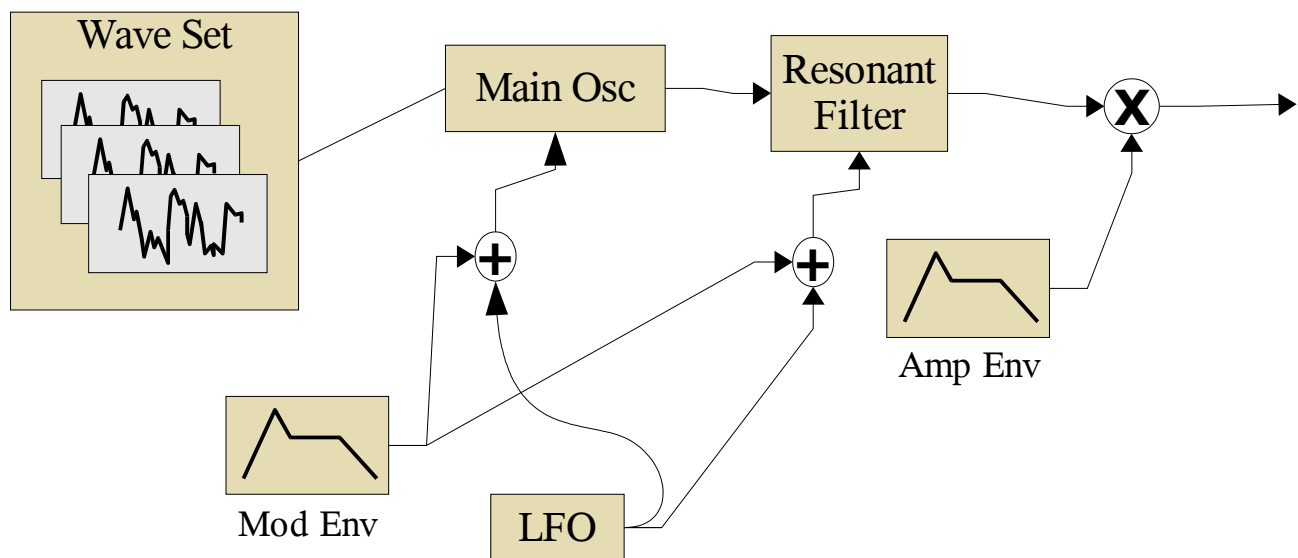 Wave Set
Main Osc
Resonant
Filter
X
+
+
Amp Env
Mod Env
LFO